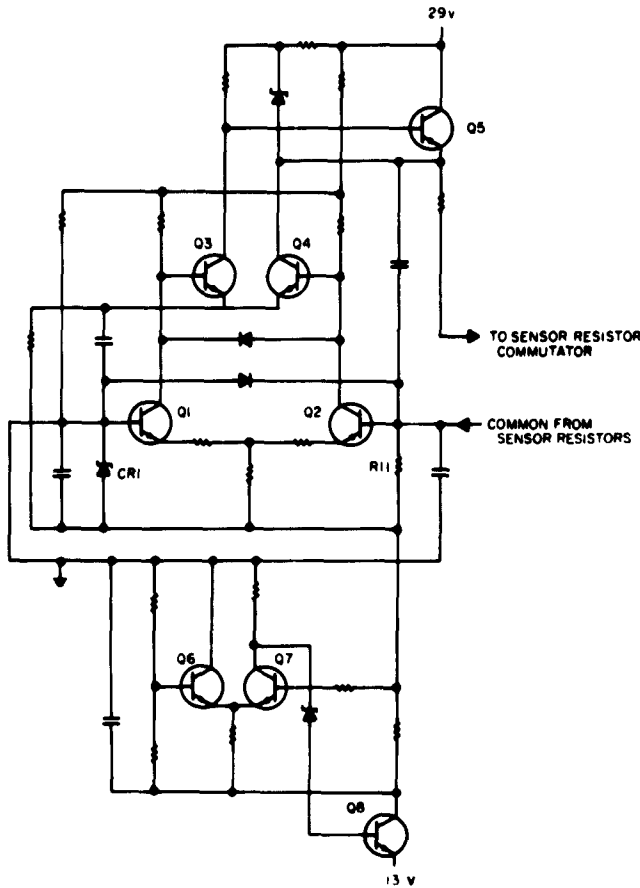 29v
Q5
Q3 Q4
TO SENSOR RESISTOR
COMMUTATOR
Q1 Q2
COMMON FROM
SENSOR RESISTORS
R11
CR1
Q6 Q7
Q8
13 v